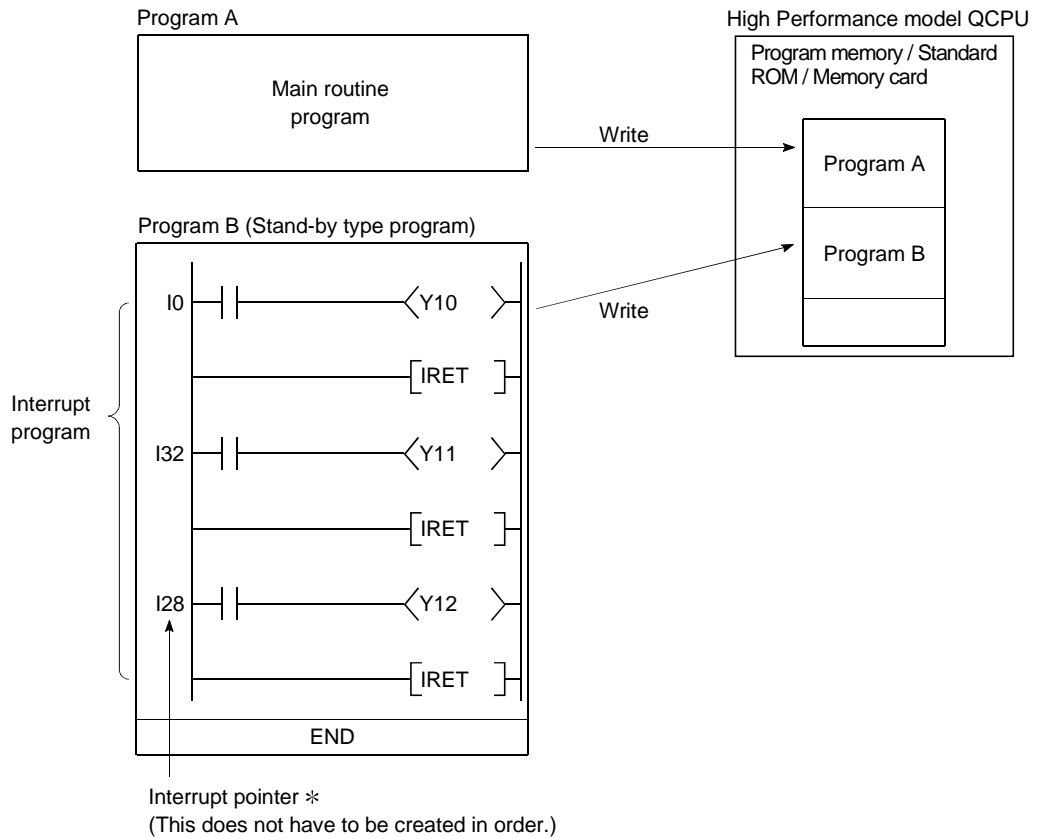 Program A
Main routine
program
Write
High Performance model QCPU
Program memory / Standard
ROM / Memory card
Program A
Program B
Program B (Stand-by type program)
Write
Interrupt
program
I0
Y10
IRET
I32
Y11
IRET
I28
Y12
IRET
END
Interrupt pointer *
(This does not have to be created in order.)